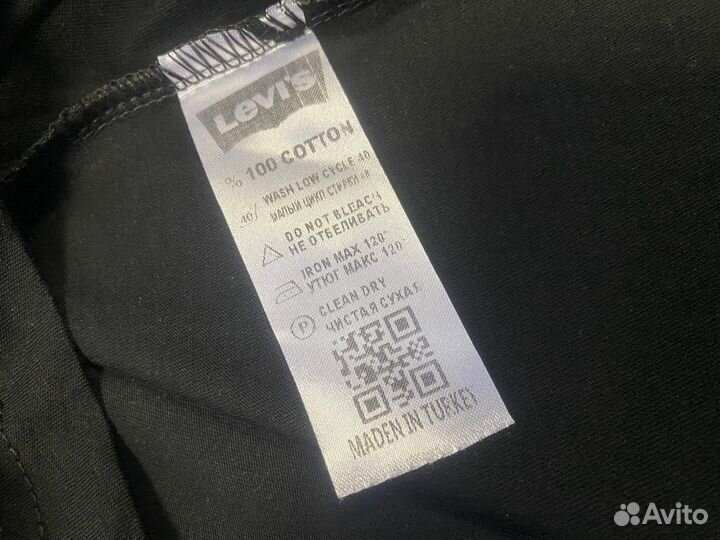 Levi's
% 100 COTTON
40 WASH LOW CYCLE 40
МАЛЫЙ ЦИКЛ СТИРКИ
DO NOT BLEACH
НЕ ОТБЕЛИВАТЬ
IRON MAX 120°
УТЮГ МАКС 120
P CLEAN DRY
ЧИСТАЯ СУХАЯ
MADEN IN TURKEY
Avito